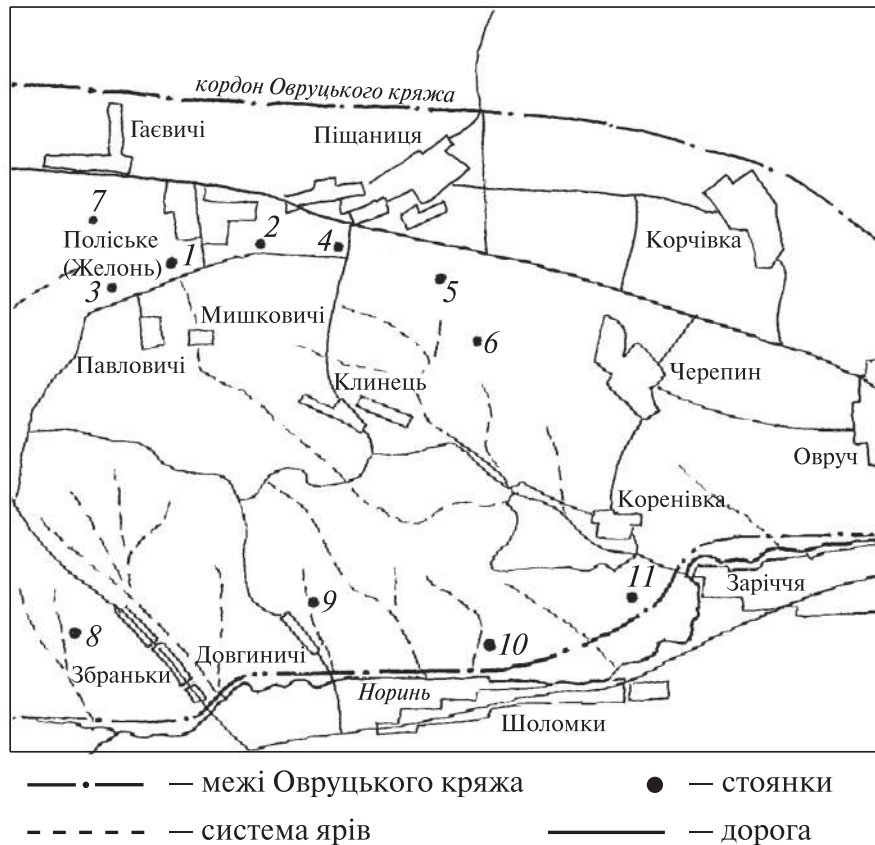 кордон Овруцького кряжа
Гаєвичі
Піщаниця
7
2
4
Корчівка
Поліське
(Желонь)
1
3
5
Мишковичі
6
Павловичі
Клинець
Черепин
Овруч
Коренівка
11
Заріччя
9
8
10
Довгиничі
Збраньки
Норинь
Шоломки
— межі Овруцького кряжа
— стоянки
— система ярів
— дорога